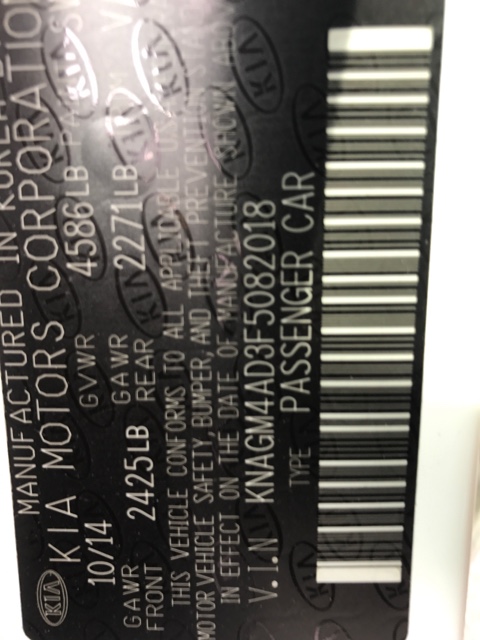 MANUFACTURED IN KOREA
KIA KIA MOTORS CORPORATION
10/14 GVWR 4586LB
GAWR FRONT 2425LB GAWR REAR 2271LB
THIS VEHICLE CONFORMS TO ALL APPLICABLE
MOTOR VEHICLE SAFETY, BUMPER, AND THEFT PREVENTION
IN EFFECT ON THE DATE OF MANUFACTURE SHOWN
V.I.N KNAGM4AD3F5082018
TYPE PASSENGER CAR